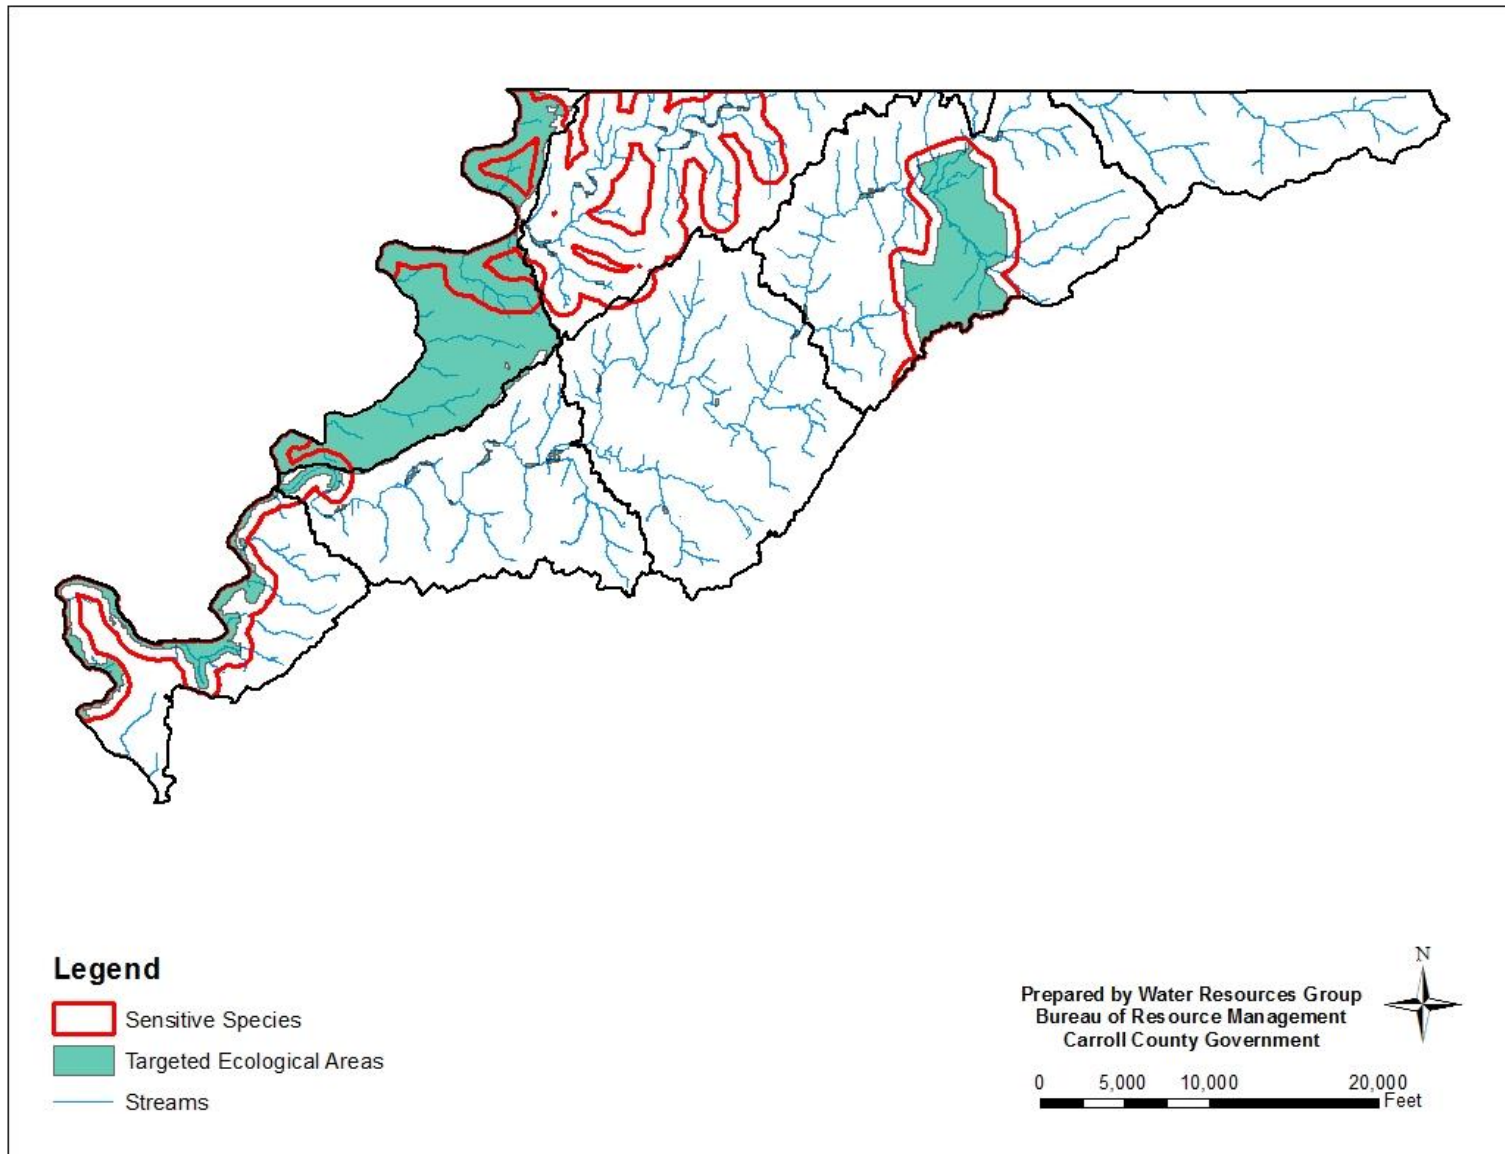 Legend
Sensitive Species
Targeted Ecological Areas
Streams
N
Prepared by Water Resources Group
Bureau of Resource Management
Carroll County Government
0 5,000 10,000 20,000
Feet